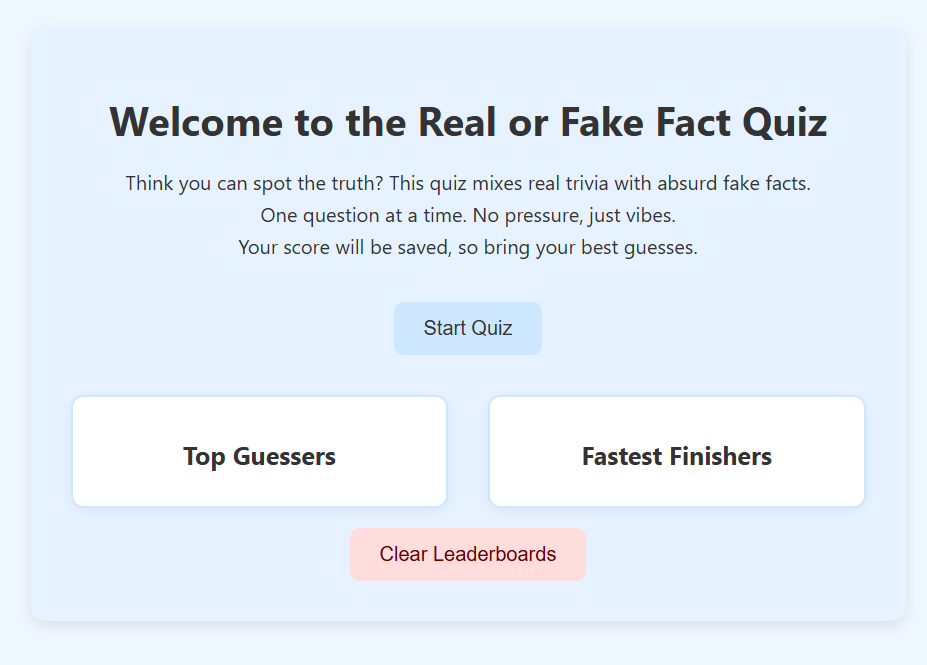 Welcome to the Real or Fake Fact Quiz
Think you can spot the truth? This quiz mixes real trivia with absurd fake facts.
One question at a time. No pressure, just vibes.
Your score will be saved, so bring your best guesses.
Start Quiz
Top Guessers
Fastest Finishers
Clear Leaderboards